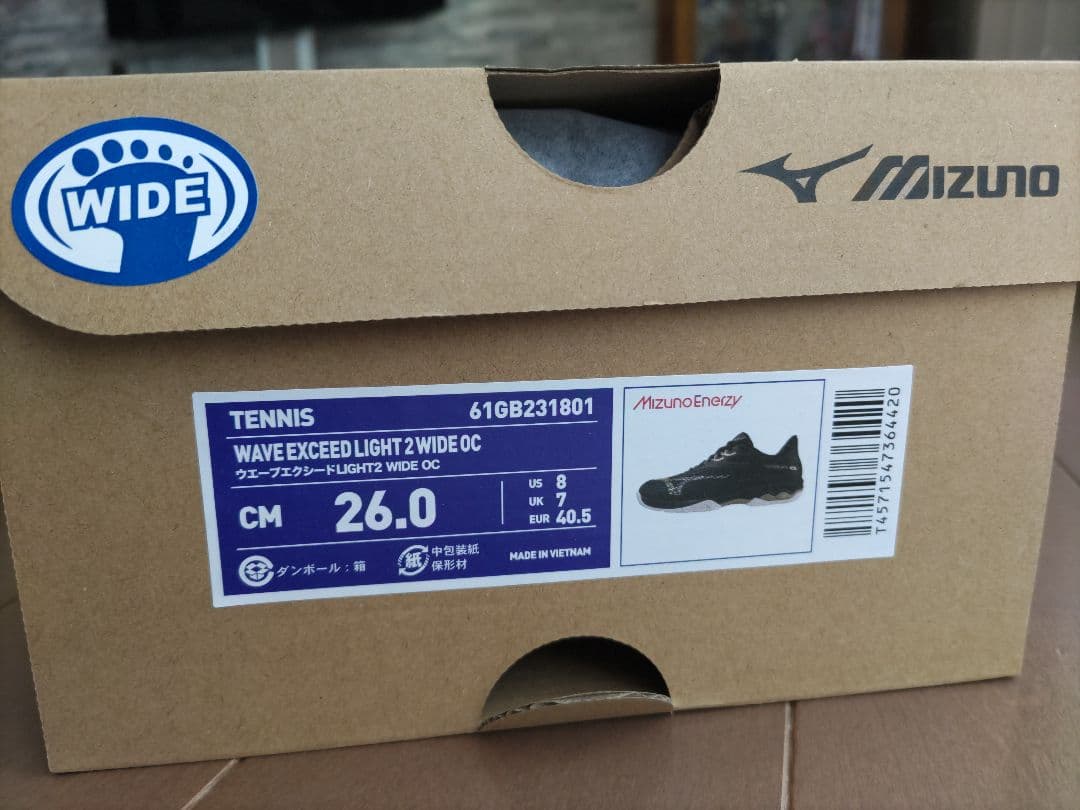 WIDE
MIZUNO
TENNIS 61GB231801
WAVE EXCEED LIGHT 2 WIDE OC
ウエーブエクシードLIGHT2 WIDE OC
CM 26.0
US 8
UK 7
EUR 40.5
ダンボール：箱
紙 中包装紙
保形材
MADE IN VIETNAM
MizunoEnerzy
T4571547364420